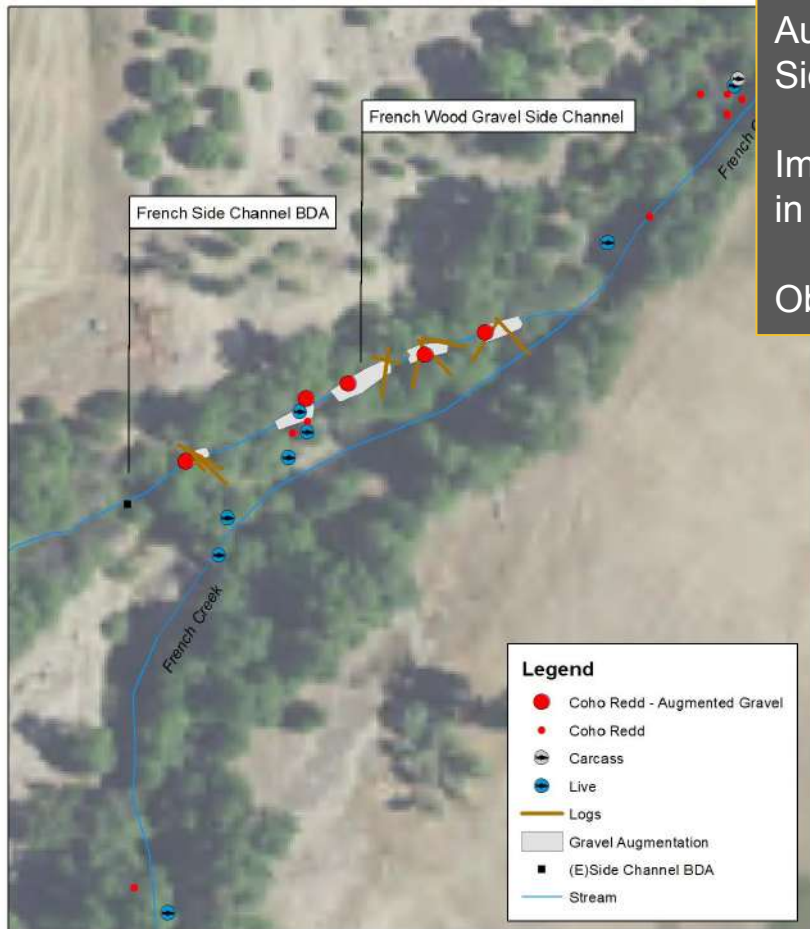 French Wood Gravel Side Channel
French Side Channel BDA
French Creek
Legend
Coho Redd - Augmented Gravel
Coho Redd
Carcass
Live
Logs
Gravel Augmentation
(E)Side Channel BDA
Stream
in